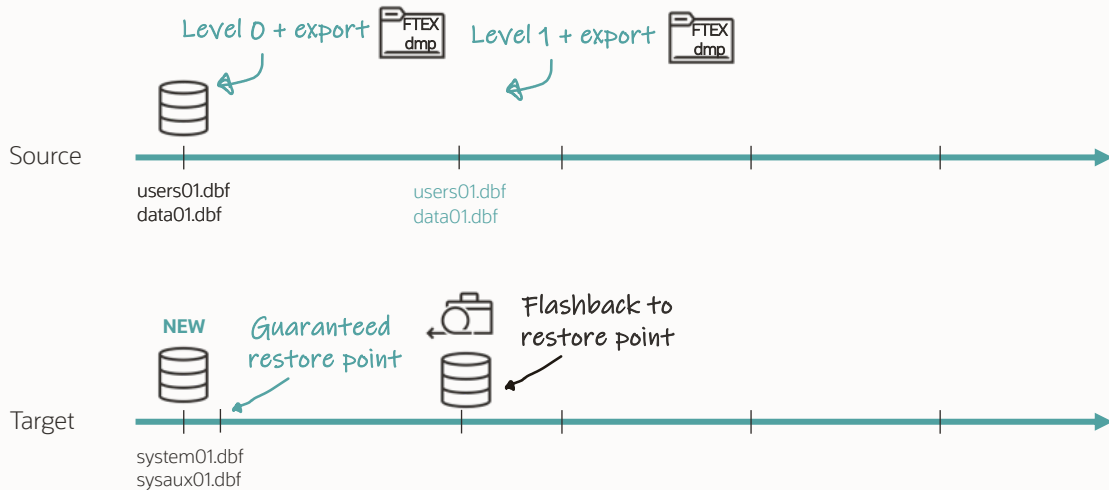 Level 0 + export
FTEX
dmp
Level 1 + export
FTEX
dmp
Source
users01.dbf
data01.dbf
users01.dbf
data01.dbf
NEW
Guaranteed
restore point
Flashback to
restore point
Target
system01.dbf
sysaux01.dbf